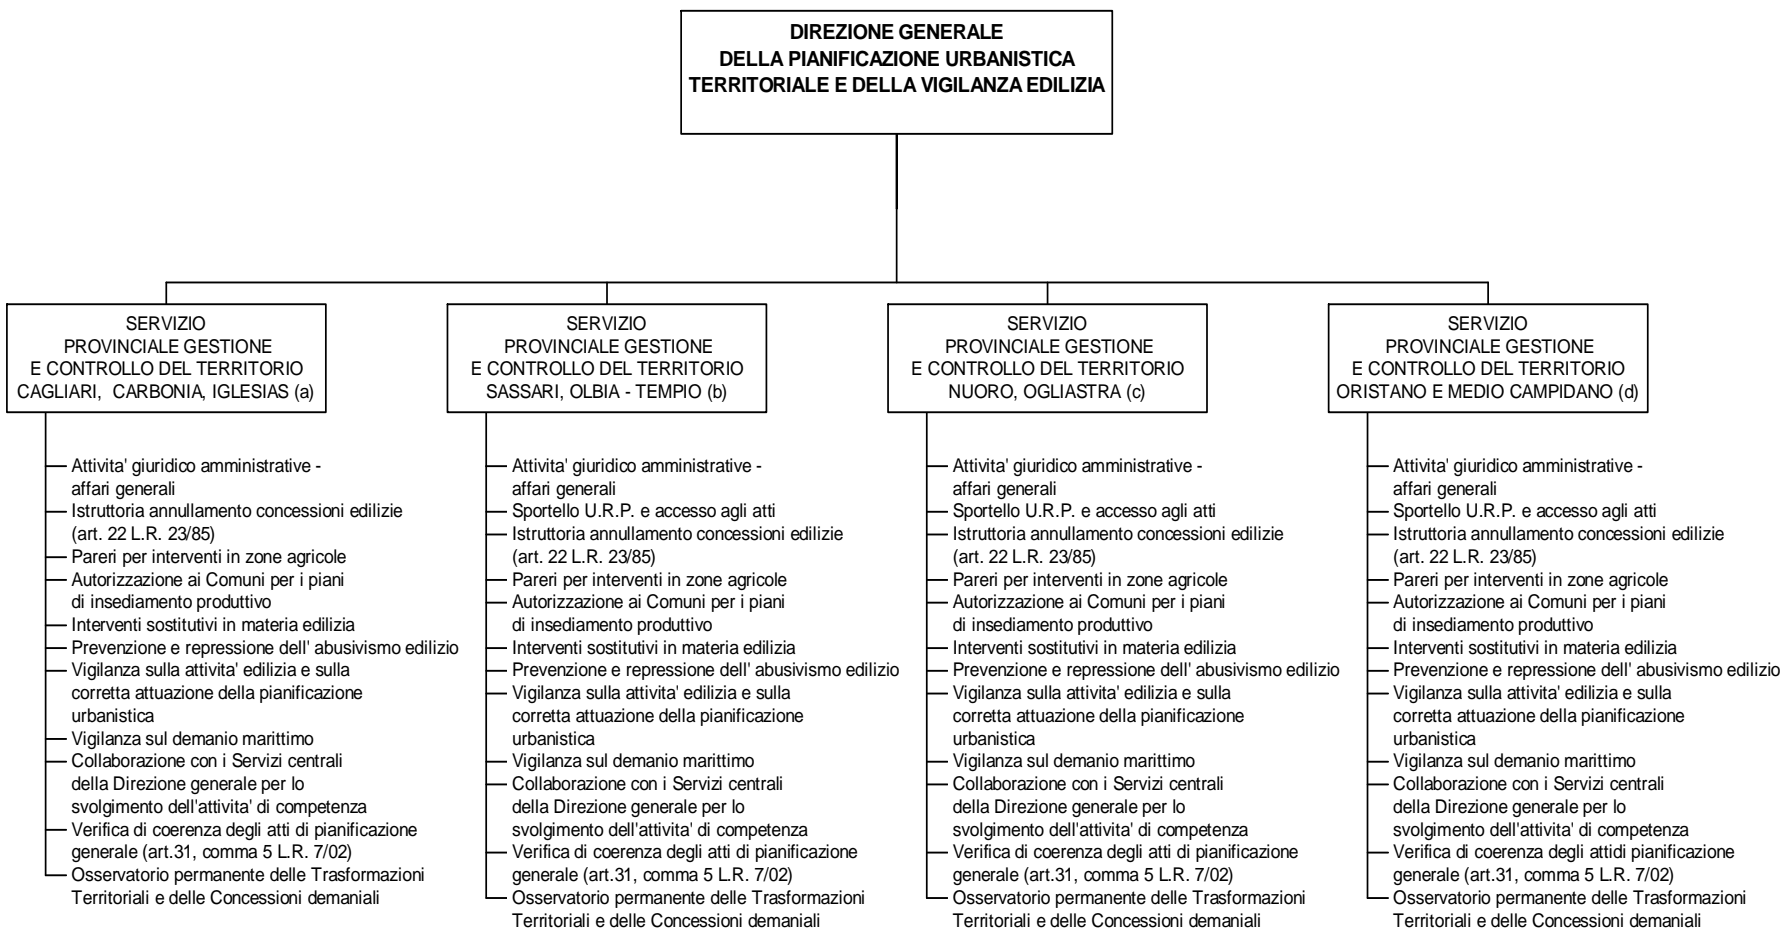 DIREZIONE GENERALE
DELLA PIANIFICAZIONE URBANISTICA
TERRITORIALE E DELLA VIGILANZA EDILIZIA
SERVIZIO
PROVINCIALE GESTIONE
E CONTROLLO DEL TERRITORIO
CAGLIARI, CARBONIA, IGLESIAS (a)
Attivita' giuridico amministrative -
affari generali
Istruttoria annullamento concessioni edilizie
(art. 22 L.R. 23/85)
Pareri per interventi in zone agricole
Autorizzazione ai Comuni per i piani
di insediamento produttivo
Interventi sostitutivi in materia edilizia
Prevenzione e repressione dell' abusivismo edilizio
Vigilanza sulla attivita' edilizia e sulla
corretta attuazione della pianificazione
urbanistica
Vigilanza sul demanio marittimo
Collaborazione con i Servizi centrali
della Direzione generale per lo
svolgimento dell'attivita' di competenza
Verifica di coerenza degli atti di pianificazione
generale (art.31, comma 5 L.R. 7/02)
Osservatorio permanente delle Trasformazioni
Territoriali e delle Concessioni demaniali
SERVIZIO
PROVINCIALE GESTIONE
E CONTROLLO DEL TERRITORIO
SASSARI, OLBIA - TEMPIO (b)
Attivita' giuridico amministrative -
affari generali
Sportello U.R.P. e accesso agli atti
Istruttoria annullamento concessioni edilizie
(art. 22 L.R. 23/85)
Pareri per interventi in zone agricole
Autorizzazione ai Comuni per i piani
di insediamento produttivo
Interventi sostitutivi in materia edilizia
Prevenzione e repressione dell' abusivismo edilizio
Vigilanza sulla attivita' edilizia e sulla
corretta attuazione della pianificazione
urbanistica
Vigilanza sul demanio marittimo
Collaborazione con i Servizi centrali
della Direzione generale per lo
svolgimento dell'attivita' di competenza
Verifica di coerenza degli atti di pianificazione
generale (art.31, comma 5 L.R. 7/02)
Osservatorio permanente delle Trasformazioni
Territoriali e delle Concessioni demaniali
SERVIZIO
PROVINCIALE GESTIONE
E CONTROLLO DEL TERRITORIO
NUORO, OGLIASTRA (c)
Attivita' giuridico amministrative -
affari generali
Sportello U.R.P. e accesso agli atti
Istruttoria annullamento concessioni edilizie
(art. 22 L.R. 23/85)
Pareri per interventi in zone agricole
Autorizzazione ai Comuni per i piani
di insediamento produttivo
Interventi sostitutivi in materia edilizia
Prevenzione e repressione dell' abusivismo edilizio
Vigilanza sulla attivita' edilizia e sulla
corretta attuazione della pianificazione
urbanistica
Vigilanza sul demanio marittimo
Collaborazione con i Servizi centrali
della Direzione generale per lo
svolgimento dell'attivita' di competenza
Verifica di coerenza degli atti di pianificazione
generale (art.31, comma 5 L.R. 7/02)
Osservatorio permanente delle Trasformazioni
Territoriali e delle Concessioni demaniali
SERVIZIO
PROVINCIALE GESTIONE
E CONTROLLO DEL TERRITORIO
ORISTANO E MEDIO CAMPIDANO (d)
Attivita' giuridico amministrative -
affari generali
Sportello U.R.P. e accesso agli atti
Istruttoria annullamento concessioni edilizie
(art. 22 L.R. 23/85)
Pareri per interventi in zone agricole
Autorizzazione ai Comuni per i piani
di insediamento produttivo
Interventi sostitutivi in materia edilizia
Prevenzione e repressione dell' abusivismo edilizio
Vigilanza sulla attivita' edilizia e sulla
corretta attuazione della pianificazione
urbanistica
Vigilanza sul demanio marittimo
Collaborazione con i Servizi centrali
della Direzione generale per lo
svolgimento dell'attivita' di competenza
Verifica di coerenza degli attidi pianificazione
generale (art.31, comma 5 L.R. 7/02)
Osservatorio permanente delle Trasformazioni
Territoriali e delle Concessioni demaniali